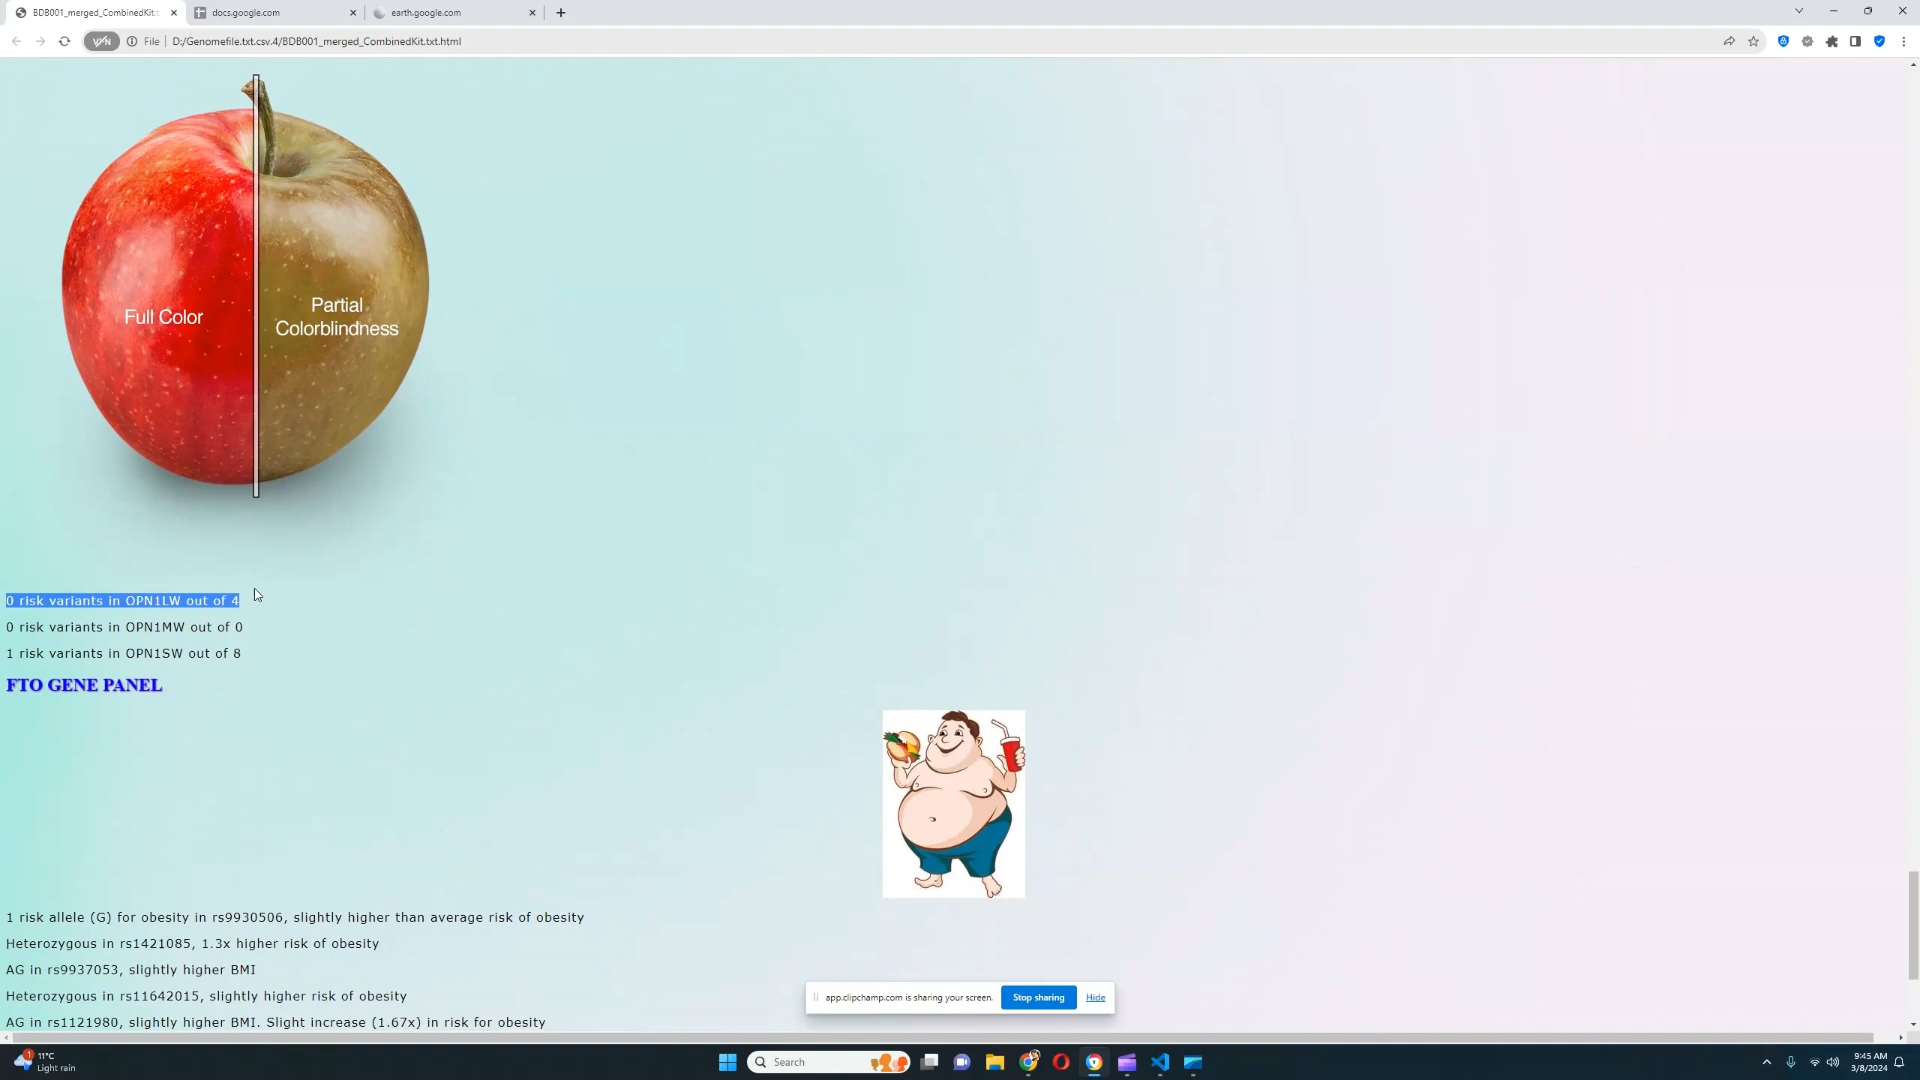 BDB001_merged_CombinedKit.t
docs.google.com
earth.google.com
VPN
File
D:/Genomefile.txt.csv.4/BDB001_merged_CombinedKit.txt.html
Full Color
Partial
Colorblindness
0 risk variants in OPN1LW out of 4
0 risk variants in OPN1MW out of 0
1 risk variants in OPN1SW out of 8
FTO GENE PANEL
1 risk allele (G) for obesity in rs9930506, slightly higher than average risk of obesity
Heterozygous in rs1421085, 1.3x higher risk of obesity
AG in rs9937053, slightly higher BMI
Heterozygous in rs11642015, slightly higher risk of obesity
AG in rs1121980, slightly higher BMI. Slight increase (1.67x) in risk for obesity
app.clipchamp.com is sharing your screen.
Stop sharing
Hide
1
11°C
Light rain
Search
9:45 AM
3/8/2024